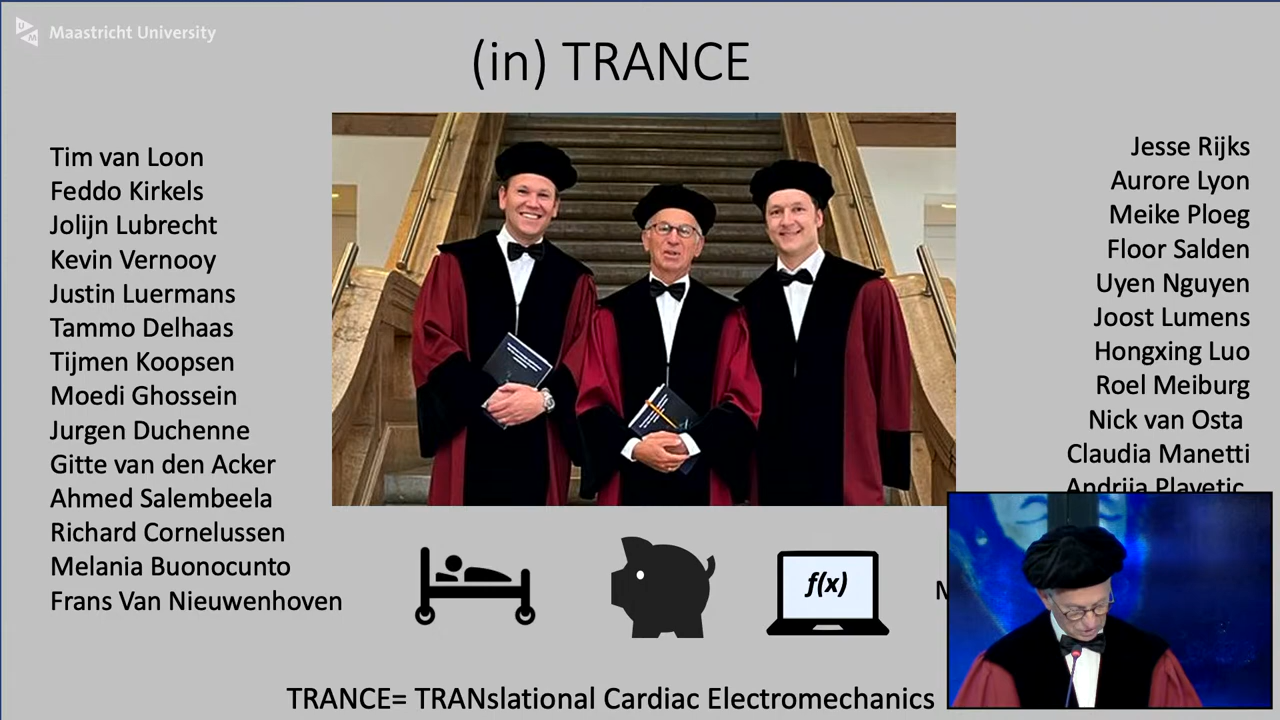 Maastricht University
(in) TRANCE
Tim van Loon
Feddo Kirkels
Jolijn Lubrecht
Kevin Vernooy
Justin Luermans
Tammo Delhaas
Tijmen Koopsen
Moedi Ghossein
Jurgen Duchenne
Gitte van den Acker
Ahmed Salembeela
Richard Cornelussen
Melania Buonocunto
Frans Van Nieuwenhoven
Jesse Rijks
Aurore Lyon
Meike Ploeg
Floor Salden
Uyen Nguyen
Joost Lumens
Hongxing Luo
Roel Meiburg
Nick van Osta
Claudia Manetti
Andrija Plavetic
f(x)
TRANCE= TRANslational Cardiac Electromechanics